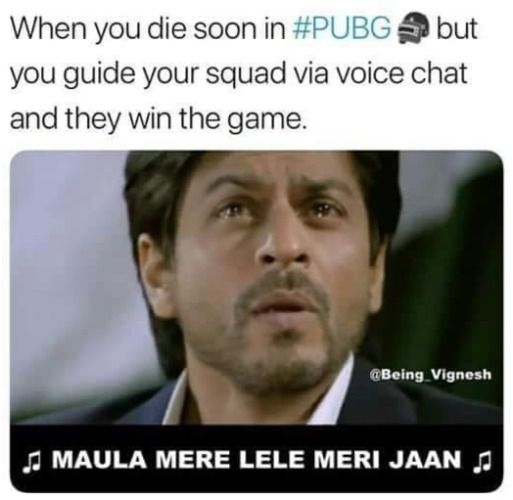 When you die soon in #PUBG but
you guide your squad via voice chat
and they win the game.
@Being_Vignesh
♫ MAULA MERE LELE MERI JAAN ♫